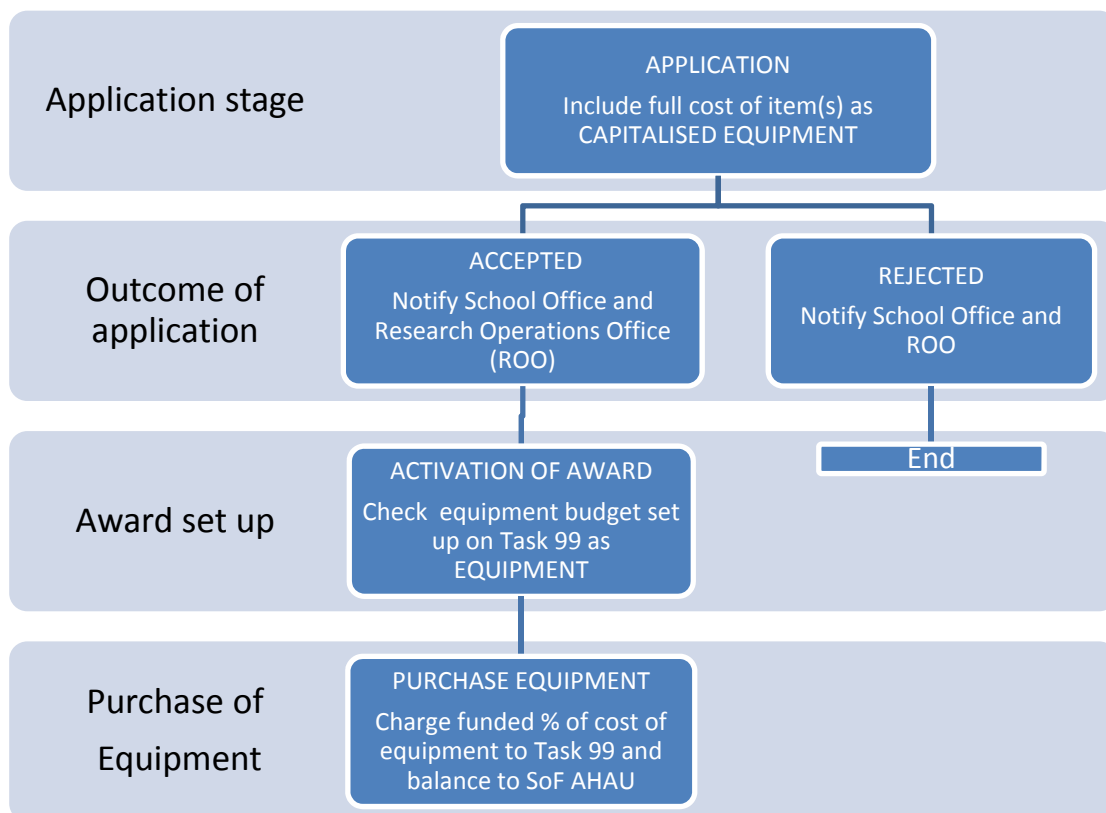 Application stage
APPLICATION
Include full cost of item(s) as
CAPITALISED EQUIPMENT
Outcome of
application
ACCEPTED
Notify School Office and
Research Operations Office
(ROO)
REJECTED
Notify School Office and
ROO
Award set up
ACTIVATION OF AWARD
Check equipment budget set
up on Task 99 as
EQUIPMENT
End
Purchase of
Equipment
PURCHASE EQUIPMENT
Charge funded % of cost of
equipment to Task 99 and
balance to SoF AHAU